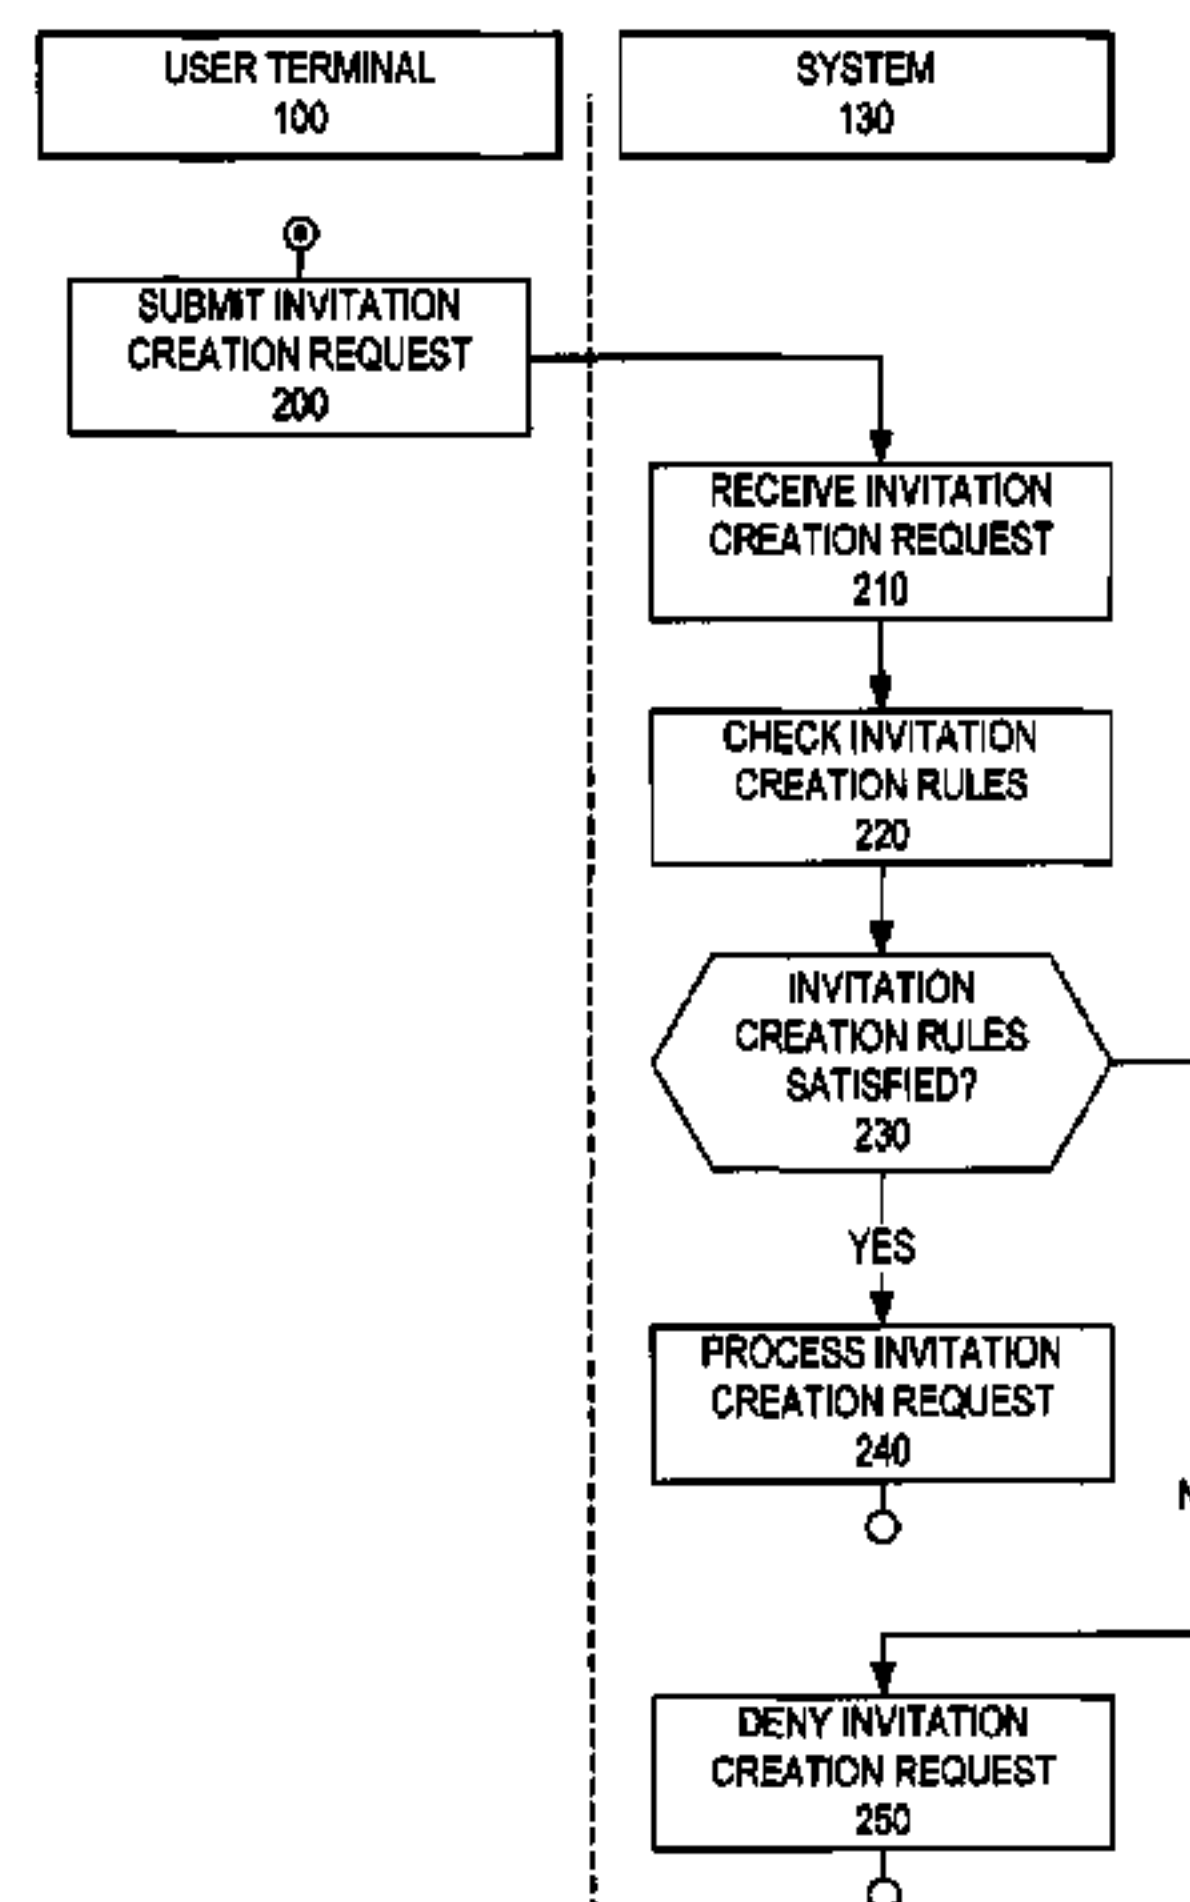 USER TERMINAL
100
SYSTEM
130
SUBMIT INVITATION
CREATION REQUEST
200
RECEIVE INVITATION
CREATION REQUEST
210
CHECK INVITATION
CREATION RULES
220
INVITATION
CREATION RULES
SATISFIED?
230
YES
PROCESS INVITATION
CREATION REQUEST
240
DENY INVITATION
CREATION REQUEST
250